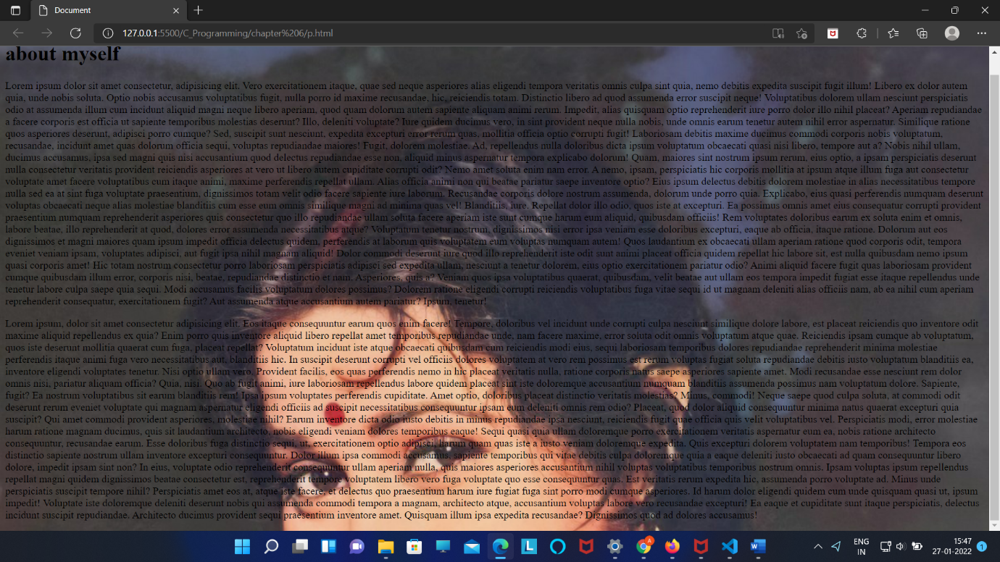 Document
127.0.0.1:5500/C_Programming/chapter%206/p.html
about myself
Lorem ipsum dolor sit amet consectetur, adipisicing elit. Vero exercitationem itaque, quae sed neque asperiores alias eligendi tempora veritatis omnis culpa sint quia, nemo debitis expedita suscipit fugit illum! Libero ex dolor autem
quia, unde nobis soluta. Optio nobis accusamus voluptatibus fugit, nulla porro id maxime recusandae, hic, reiciendis totam. Distinctio libero ad quod assumenda error suscipit neque! Voluptatibus dolorem ullam nesciunt perspiciatis
odio at assumenda illum cum incidunt aliquid magni neque libero aperiam, quod quam dolorum autem sapiente aliquam animi rerum. Impedit, alias quisquam optio reprehenderit iure porro dolor illo nihil placeat? Aperiam repudiandae
a facere corporis est officia ut sapiente temporibus molestias deserunt? Illo, deleniti voluptate? Iure quidem ducimus vero, in sint provident neque nulla nobis, unde omnis earum tenetur autem nihil error aspernatur. Similique ratione
quos asperiores deserunt, adipisci porro cumque? Sed, suscipit sunt nesciunt, expedita excepturi error rerum quas, mollitia officia optio corrupti fugit! Laboriosam debitis maxime ducimus commodi corporis nobis voluptatum,
recusandae, incidunt amet quas dolorum officia sequi, voluptas repudiandae maiores! Fugit, dolorem molestiae. Ad, repellendus nulla doloribus dicta ipsum voluptatum obcaecati quasi nisi libero, tempore aut a? Nobis nihil ullam,
ducimus accusamus, ipsa sed magni quis nisi accusantium quod delectus repudiandae esse non, aliquid minus aspernatur tempora explicabo dolorum! Quam, maiores sint nostrum ipsum rerum, eius optio, a ipsam perspiciatis deserunt
nulla consectetur veritatis provident reiciendis asperiores at vero ut libero autem cupiditate corrupti odit? Nemo amet soluta enim nam error. A nemo, ipsam, perspiciatis hic corporis mollitia at ipsum atque illum fuga aut consectetur
voluptate amet facere voluptatibus cum itaque animi, maxime perferendis repellat ullam. Alias officia animi non qui beatae pariatur saepe inventore optio? Eius ipsum delectus debitis dolorem molestiae in alias necessitatibus tempore
nulla sed ea at sint fuga voluptate praesentium, dignissimos totam velit odio facere sapiente iure laborum. Recusandae corporis dolore nostrum assumenda, dolorum unde porro quia. Explicabo, eius quasi perferendis numquam deserunt
voluptas obcaecati neque alias molestiae blanditiis cum esse eum omnis similique magni ad minima quas vel! Blanditiis, iure. Repellat dolor illo odio, quos iste at excepturi. Ea possimus omnis amet eius consequatur corrupti provident
praesentium numquam reprehenderit asperiores quis consectetur quo illo repudiandae ullam soluta facere aperiam iste sunt cumque harum eum aliquid, quibusdam officiis! Rem voluptates doloribus earum ex soluta enim et omnis,
labore beatae, illo reprehenderit at quod, dolores error assumenda necessitatibus neque? Voluptatum tenetur nostrum, dignissimos nisi error ipsa veniam esse doloribus excepturi, eaque ab officia, itaque ratione. Dolorum aut eos
dignissimos et magni maiores quam ipsum impedit officia delectus quidem, perferendis at laborum quis voluptatem eum voluptas numquam autem! Quos laudantium ex obcaecati ullam aperiam ratione quod corporis odit, tempora
eveniet veniam ipsam, voluptates adipisci, aut fugit ipsa nihil magnam aliquid! Dolor commodi deserunt iure quod illo reprehenderit iste odit sunt animi placeat officia quidem repellat hic labore sit, est nulla quibusdam nemo ipsum
quasi corporis amet! Hic totam nostrum consectetur porro laboriosam perspiciatis adipisci sed expedita ullam, nesciunt a tenetur dolorem, eius optio exercitationem pariatur odio? Animi aliquid facere fugit quas laboriosam provident
cumque quibusdam illum error, corporis nisi, beatae, repudiandae distinctio et nam. Asperiores, quis a? Veniam quos ipsa voluptatibus quaerat, quibusdam, velit beatae aut ullam eos tempora impedit fugiat esse itaque repellendus unde
tenetur labore culpa saepe quia sequi. Modi accusamus facilis voluptatum dolores possimus? Dolorem ratione eligendi corrupti reiciendis voluptatibus fuga vitae sequi id ut magnam deleniti alias officiis nam, ab ea nihil cum aperiam
reprehenderit consequatur, exercitationem fugit? Aut assumenda atque accusantium autem pariatur? Ipsum, tenetur!
Lorem ipsum, dolor sit amet consectetur adipisicing elit. Eos itaque consequuntur earum quos enim facere! Tempore, doloribus vel incidunt unde corrupti culpa nesciunt similique dolore labore, est placeat reiciendis quo inventore odit
maxime aliquid repellendus ex quia? Enim porro quis inventore aliquid libero repellat amet temporibus repudiandae unde, nam facere maxime, error soluta odit omnis voluptatum atque quae. Reiciendis ipsam cumque ab voluptatum,
quos iste deserunt mollitia quaerat cum fuga, placeat repellat? Voluptatum incidunt iste atque obcaecati quibusdam cum reiciendis modi eius, sequi laboriosam temporibus dolores repudiandae reprehenderit minima molestiae
perferendis itaque animi fuga vero necessitatibus aut, blanditiis hic. In suscipit deserunt corrupti vel officiis dolores voluptatem at vero rem possimus est rerum voluptas fugiat soluta repudiandae debitis iusto voluptatum blanditiis ea,
inventore eligendi voluptates tenetur. Nisi optio ullam vero. Provident facilis, eos quas perferendis nemo in hic placeat veritatis nulla, ratione corporis natus saepe asperiores sapiente amet. Modi recusandae esse nesciunt rem dolor
omnis nisi, pariatur aliquam officia? Quia, nisi. Quo ab fugit animi, iure laboriosam repellendus labore quidem placeat sint iste doloremque accusantium numquam blanditiis assumenda possimus nam voluptatum dolore. Sapiente,
fugit? Ea nostrum voluptatibus sit earum blanditiis rem! Ipsa ipsum voluptates perferendis cupiditate. Amet optio, doloribus placeat distinctio veritatis molestias? Minus, commodi! Neque saepe quod culpa soluta, at commodi odit
deserunt rerum eveniet voluptate qui magnam aspernatur eligendi officiis ad suscipit necessitatibus consequuntur ipsam eum deleniti omnis rem odio? Placeat, quod dolor aliquid consequuntur minima natus quaerat excepturi quia
suscipit? Qui amet commodi provident asperiores, molestiae nihil? Earum inventore dicta odio iusto debitis in minus repudiandae ipsa nesciunt, reiciendis fugit quae officia quis velit voluptatibus vel. Perspiciatis modi, error molestiae
harum ratione magnam ducimus, quis sit laudantium architecto, nobis eligendi veniam dolores temporibus eaque! Sequi quasi quia ullam doloremque porro exercitationem veritatis aspernatur eum ea, nobis ratione architecto
consequuntur, recusandae earum. Esse doloribus fuga distinctio sequi, ut, exercitationem optio adipisci, harum quam quas iste a iusto veniam doloremque expedita. Quis excepturi dolorem voluptatem nam temporibus! Tempora eos
distinctio sapiente nostrum ullam inventore excepturi consequuntur. Dolor illum ipsa commodi accusamus, sapiente temporibus qui vitae debitis culpa doloremque quia a eaque deleniti iusto obcaecati ad quam consequuntur libero
dolore, impedit ipsam sint non? In eius, voluptate odio reprehenderit consequuntur ullam aperiam nulla, quis maiores asperiores accusantium nihil voluptas voluptatibus temporibus nostrum omnis. Ipsam voluptas ipsum repellendus
repellat magni quidem dignissimos beatae consectetur est, reprehenderit tempore voluptatem libero vero fuga voluptate quo esse consequuntur quas. Est veritatis rerum expedita hic, assumenda porro voluptate ad. Minus unde
perspiciatis suscipit tempore nihil? Perspiciatis amet eos at, atque iste facere, et delectus quo praesentium harum iure fugiat fuga sint porro modi cumque asperiores. Id harum dolor eligendi quidem eum unde quisquam quasi ut, ipsum
impedit! Voluptate iste doloremque deleniti deserunt nobis qui assumenda commodi tempora a magnam, architecto atque, accusantium voluptas labore vero recusandae excepturi! Ea eaque et cupiditate sunt itaque perspiciatis, delectus
incidunt suscipit repudiandae. Architecto ducimus provident sequi praesentium inventore amet. Quisquam illum ipsa expedita recusandae? Dignissimos quod ad dolores accusamus!
ENG
IN
15:47
27-01-2022
1